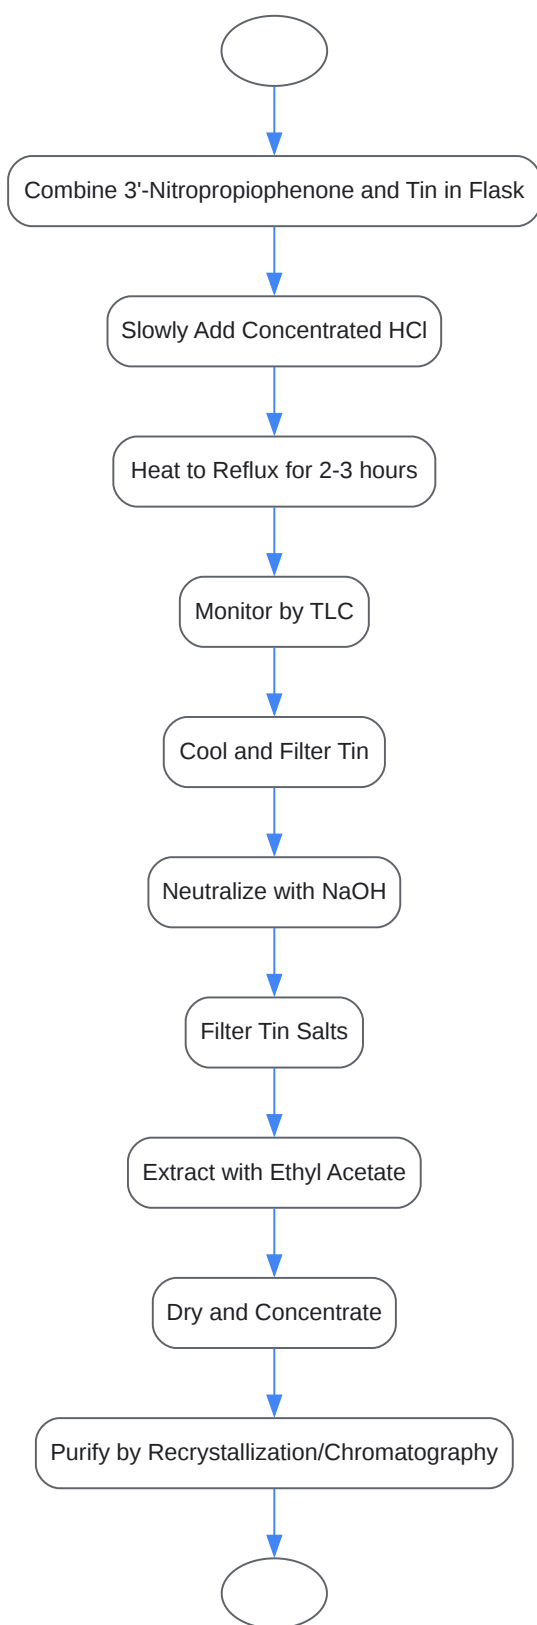 Combine 3'-Nitropropiophenone and Tin in Flask
Slowly Add Concentrated HCl
Heat to Reflux for 2-3 hours
Monitor by TLC
Cool and Filter Tin
Neutralize with NaOH
Filter Tin Salts
Extract with Ethyl Acetate
Dry and Concentrate
Purify by Recrystallization/Chromatography